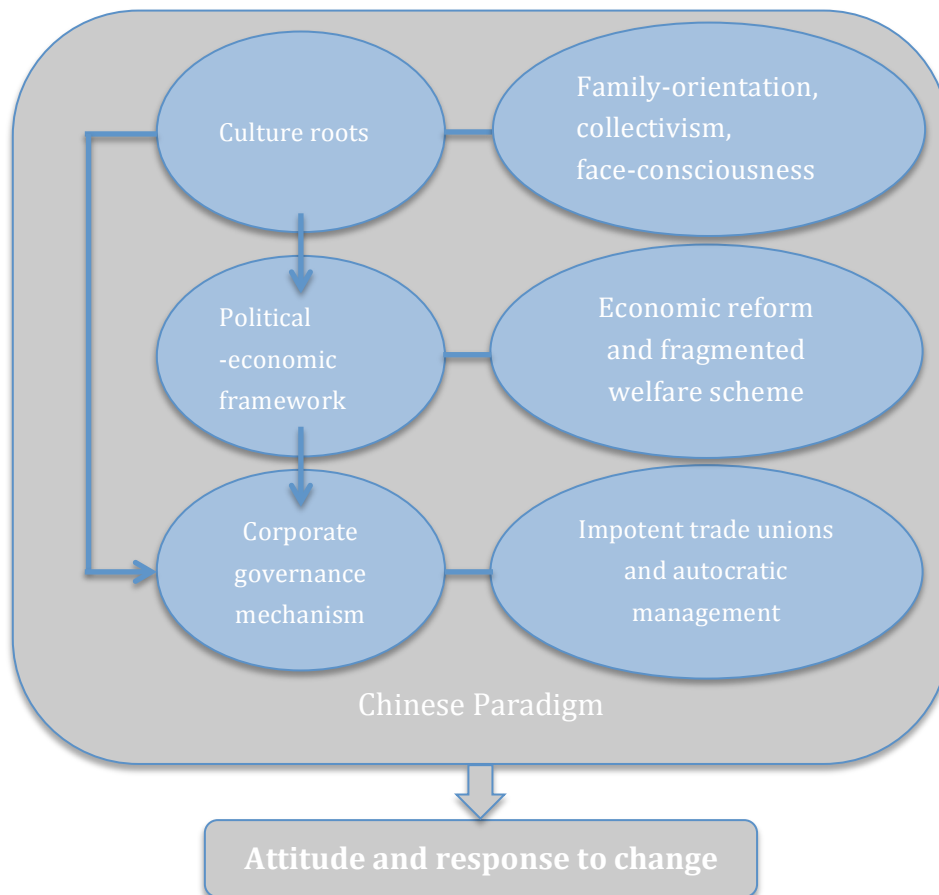 Culture roots
Family-orientation,
collectivism,
face-consciousness
Political
-economic
framework
Economic reform
and fragmented
welfare scheme
Corporate
governance
mechanism
Impotent trade unions
and autocratic
management
Chinese Paradigm
Attitude and response to change